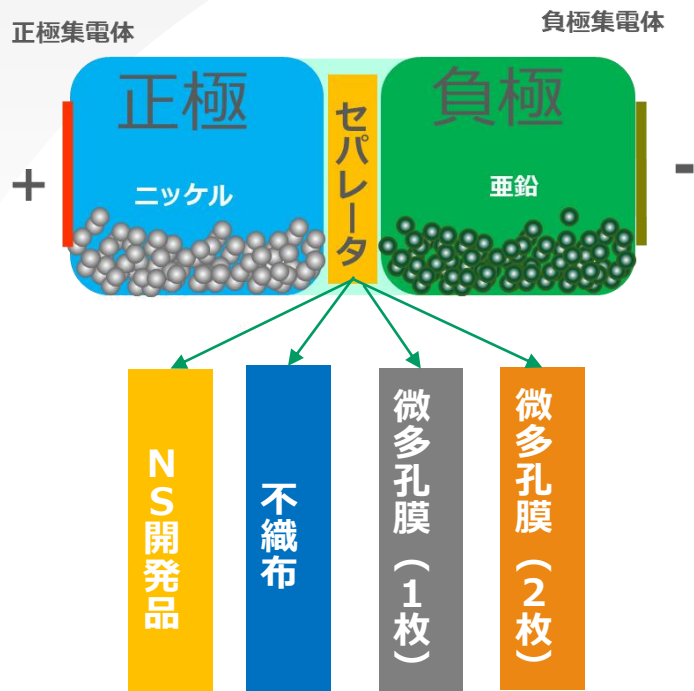 正極集電体
負極集電体
正極
負極
セパレータ
ニッケル
亜鉛
+
-
NS開発品
不織布
微多孔膜(1枚)
微多孔膜(2枚)